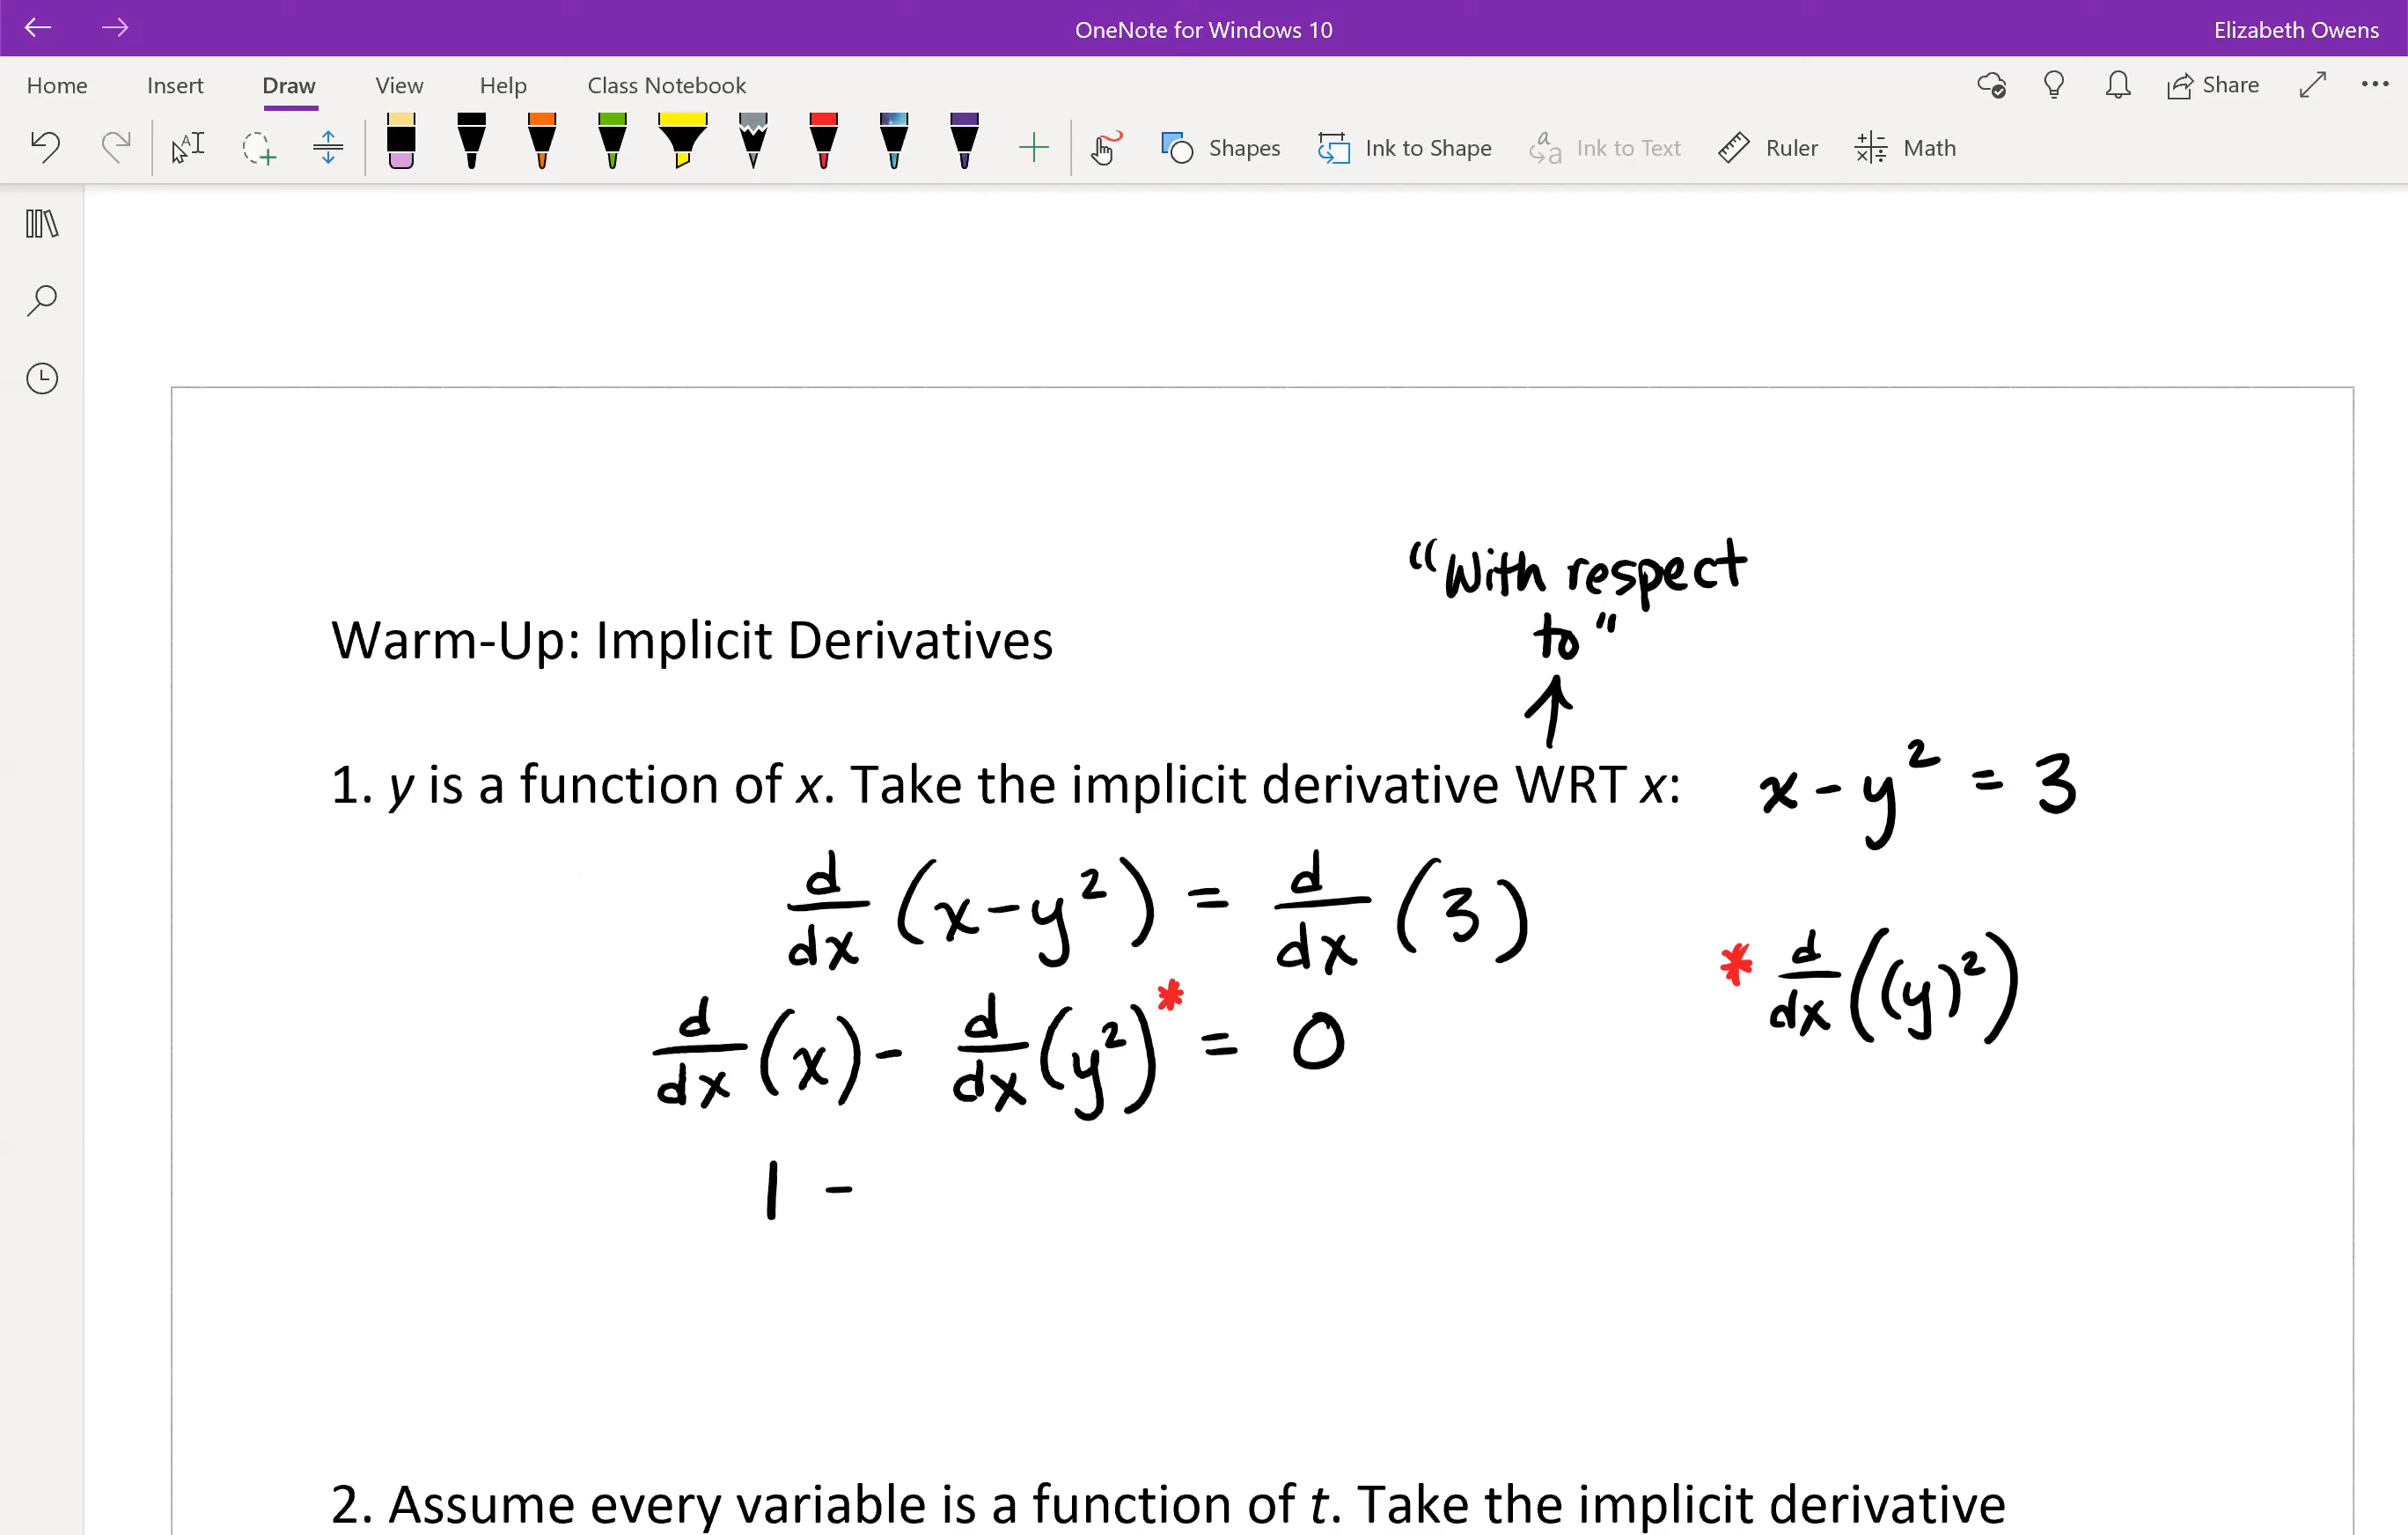 OneNote for Windows 10
Elizabeth Owens
Home Insert Draw View Help Class Notebook
Share
Shapes Ink to Shape Ink to Text Ruler Math
"With respect
to"
Warm-Up: Implicit Derivatives
1. y is a function of x. Take the implicit derivative WRT x: x - y² = 3
d/dx (x - y²) = d/dx (3)
* d/dx ((y)²)
d/dx (x) - d/dx (y²)* = 0
1 -
2. Assume every variable is a function of t. Take the implicit derivative